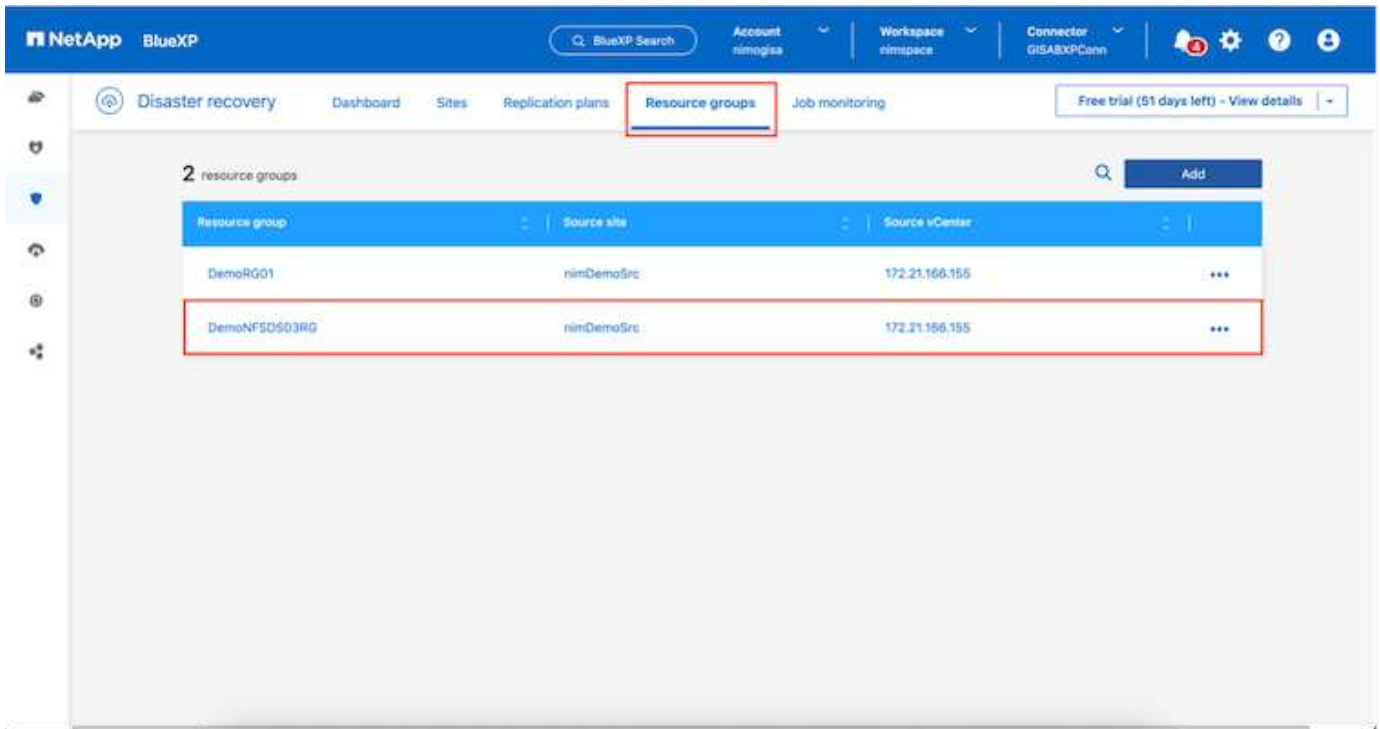 NetApp BlueXP
BlueXP Search
Account
nimogisa
Workspace
nimspace
Connector
GISABXPConn
4
Disaster recovery
Dashboard
Sites
Replication plans
Resource groups
Job monitoring
Free trial (51 days left) - View details
2 resource groups
Add
Resource group
Source site
Source vCenter
DemoRG01
nimDemoSrc
172.21.166.155
DemoNFSDS03RG
nimDemoSrc
172.21.166.155